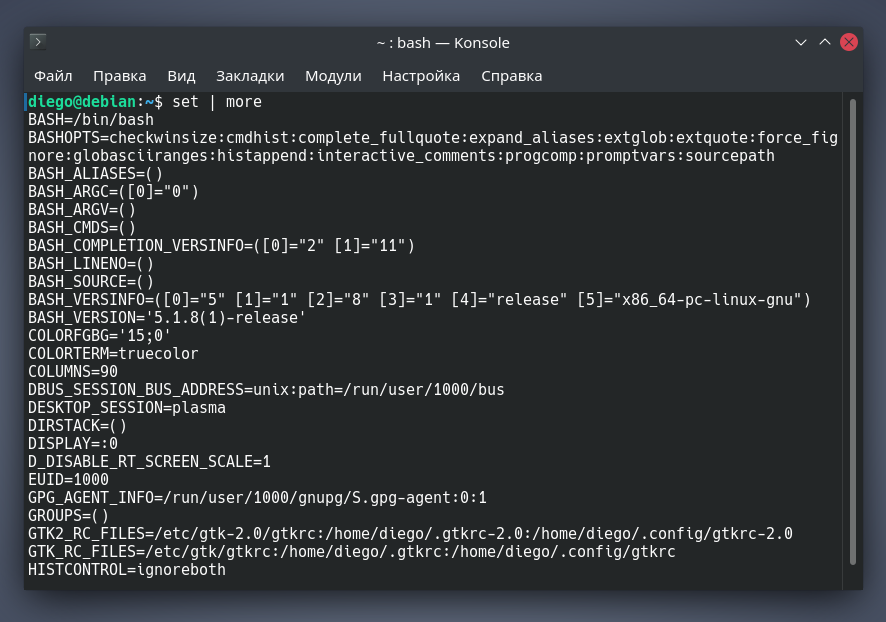 ~ : bash — Konsole
Файл Правка Вид Закладки Модули Настройка Справка
diego@debian:~$ set | more
BASH=/bin/bash
BASHOPTS=checkwinsize:cmdhist:complete_fullquote:expand_aliases:extglob:extquote:force_fig
nore:globasciiranges:histappend:interactive_comments:progcomp:promptvars:sourcepath
BASH_ALIASES=()
BASH_ARGC=([0]="0")
BASH_ARGV=()
BASH_CMDS=()
BASH_COMPLETION_VERSINFO=([0]="2" [1]="11")
BASH_LINENO=()
BASH_SOURCE=()
BASH_VERSINFO=([0]="5" [1]="1" [2]="8" [3]="1" [4]="release" [5]="x86_64-pc-linux-gnu")
BASH_VERSION='5.1.8(1)-release'
COLORFGBG='15;0'
COLORTERM=truecolor
COLUMNS=90
DBUS_SESSION_BUS_ADDRESS=unix:path=/run/user/1000/bus
DESKTOP_SESSION=plasma
DIRSTACK=()
DISPLAY=:0
D_DISABLE_RT_SCREEN_SCALE=1
EUID=1000
GPG_AGENT_INFO=/run/user/1000/gnupg/S.gpg-agent:0:1
GROUPS=()
GTK2_RC_FILES=/etc/gtk-2.0/gtkrc:/home/diego/.gtkrc-2.0:/home/diego/.config/gtkrc-2.0
GTK_RC_FILES=/etc/gtk/gtkrc:/home/diego/.gtkrc:/home/diego/.config/gtkrc
HISTCONTROL=ignoreboth